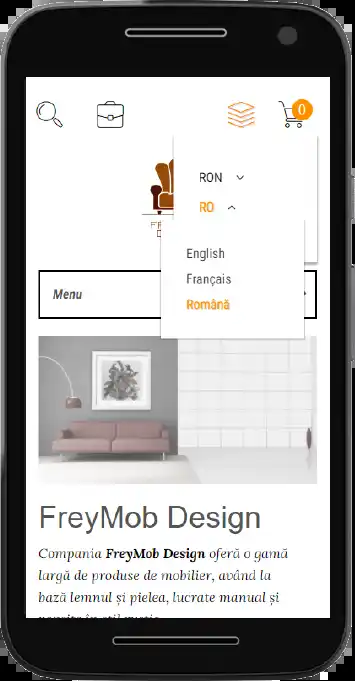 0
RON
RO
English
Français
Română
Menu
FreyMob Design
Compania FreyMob Design oferă o gamă
largă de produse de mobilier, având la
bază lemnul și pielea, lucrate manual și